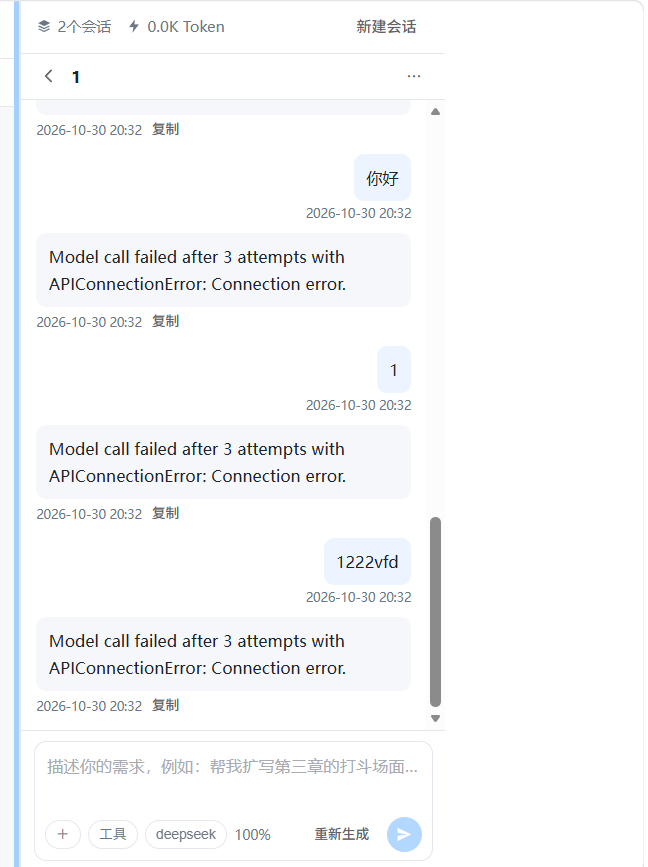 2个会话 0.0K Token 新建会话
1 ...
2026-10-30 20:32 复制
你好
2026-10-30 20:32
Model call failed after 3 attempts with
APIConnectionError: Connection error.
2026-10-30 20:32 复制
1
2026-10-30 20:32
Model call failed after 3 attempts with
APIConnectionError: Connection error.
2026-10-30 20:32 复制
1222vfd
2026-10-30 20:32
Model call failed after 3 attempts with
APIConnectionError: Connection error.
2026-10-30 20:32 复制
描述你的需求，例如：帮我扩写第三章的打斗场面...
+ 工具 deepseek 100% 重新生成